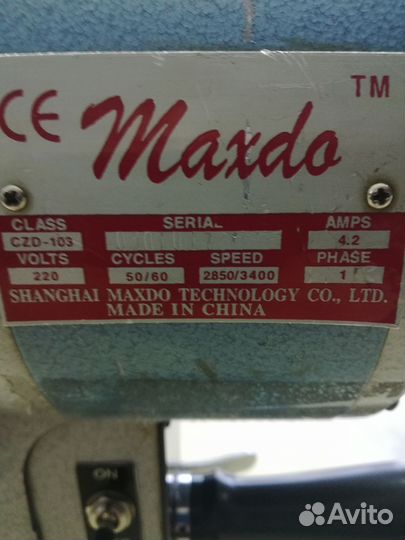 CE Maxdo TM
CLASS SERIAL AMPS
CZD-103 4.2
VOLTS CYCLES SPEED PHASE
220 50/60 2850/3400 1
SHANGHAI MAXDO TECHNOLOGY CO., LTD.
MADE IN CHINA
ON
Avito